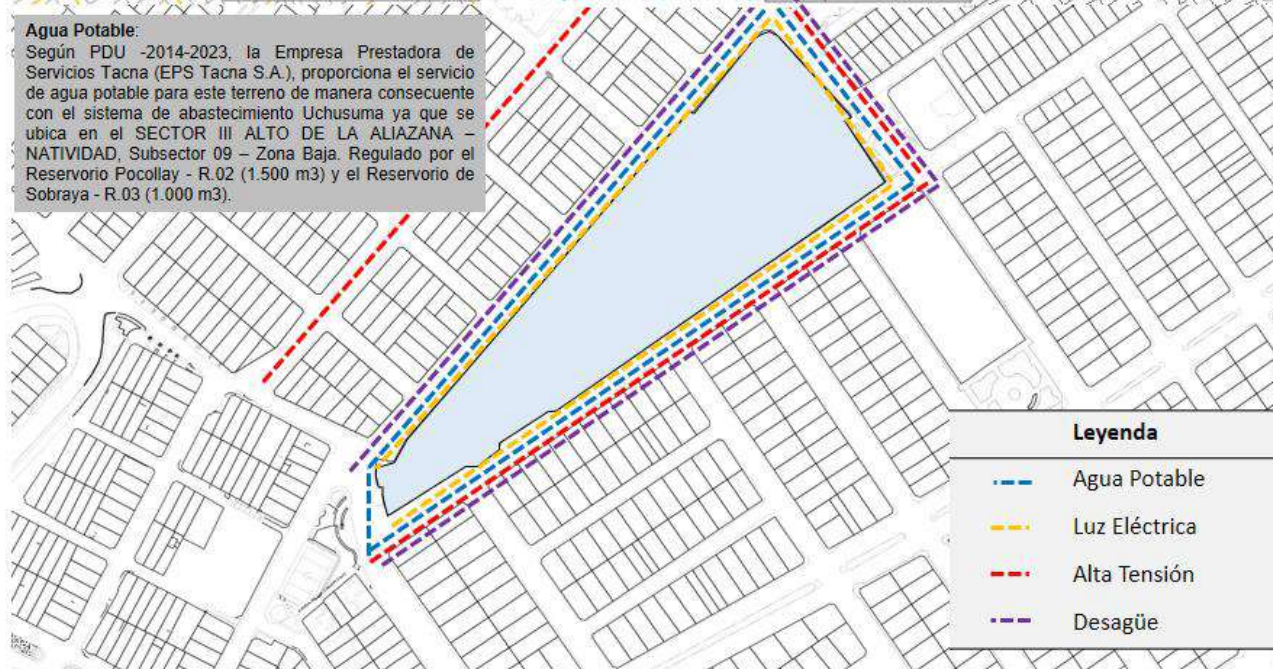 Agua Potable:
Según PDU -2014-2023, la Empresa Prestadora de
Servicios Tacna (EPS Tacna S.A.), proporciona el servicio
de agua potable para este terreno de manera consecuente
con el sistema de abastecimiento Uchusuma ya que se
ubica en el SECTOR III ALTO DE LA ALIAZANA –
NATIVIDAD, Subsector 09 – Zona Baja. Regulado por el
Reservorio Pocollay - R.02 (1.500 m3) y el Reservorio de
Sobraya - R.03 (1.000 m3).
Leyenda
Agua Potable
Luz Eléctrica
Alta Tensión
Desagüe